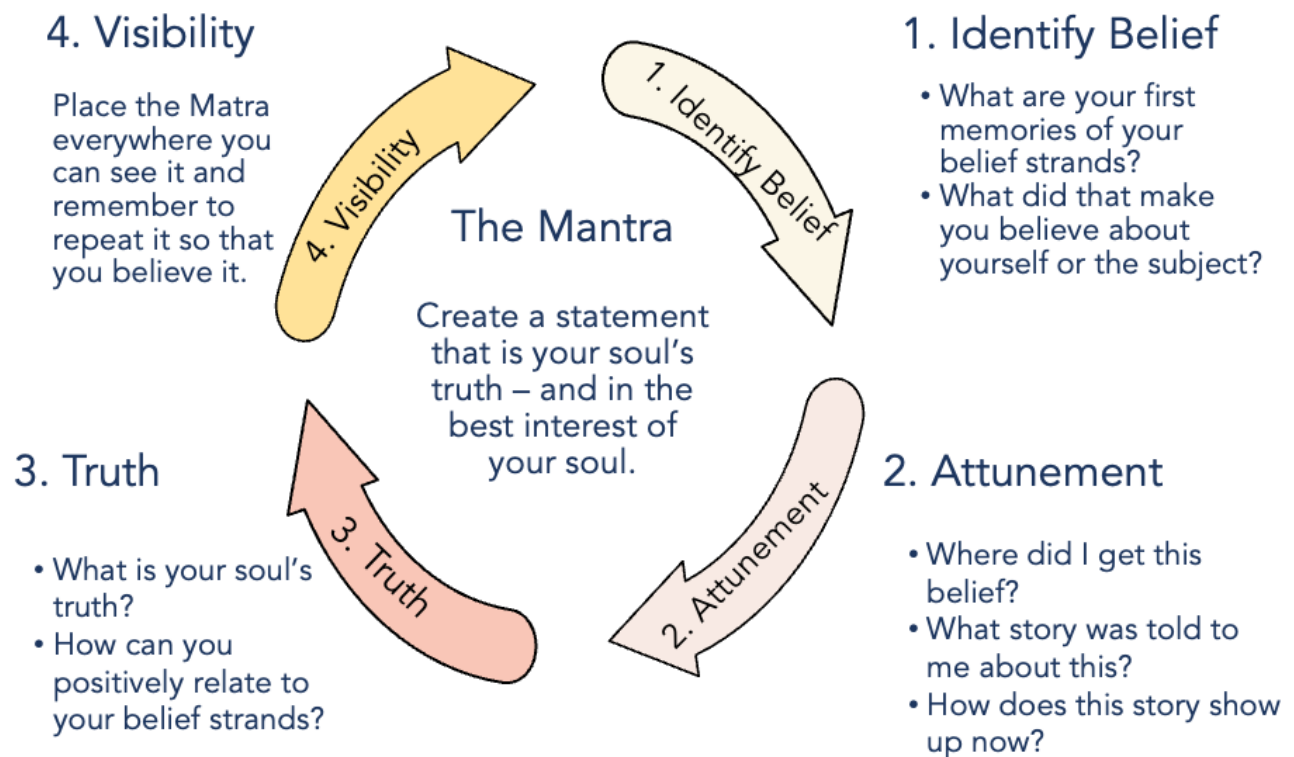 4. Visibility
Place the Matra
everywhere you
can see it and
remember to
repeat it so that
you believe it.
4. Visibility
1. Identify Belief
1. Identify Belief
• What are your first
memories of your
belief strands?
• What did that make
you believe about
yourself or the subject?
The Mantra
Create a statement
that is your soul’s
truth – and in the
best interest of
your soul.
3. Truth
• What is your soul’s
truth?
• How can you
positively relate to
your belief strands?
3. Truth
2. Attunement
2. Attunement
• Where did I get this
belief?
• What story was told to
me about this?
• How does this story show
up now?